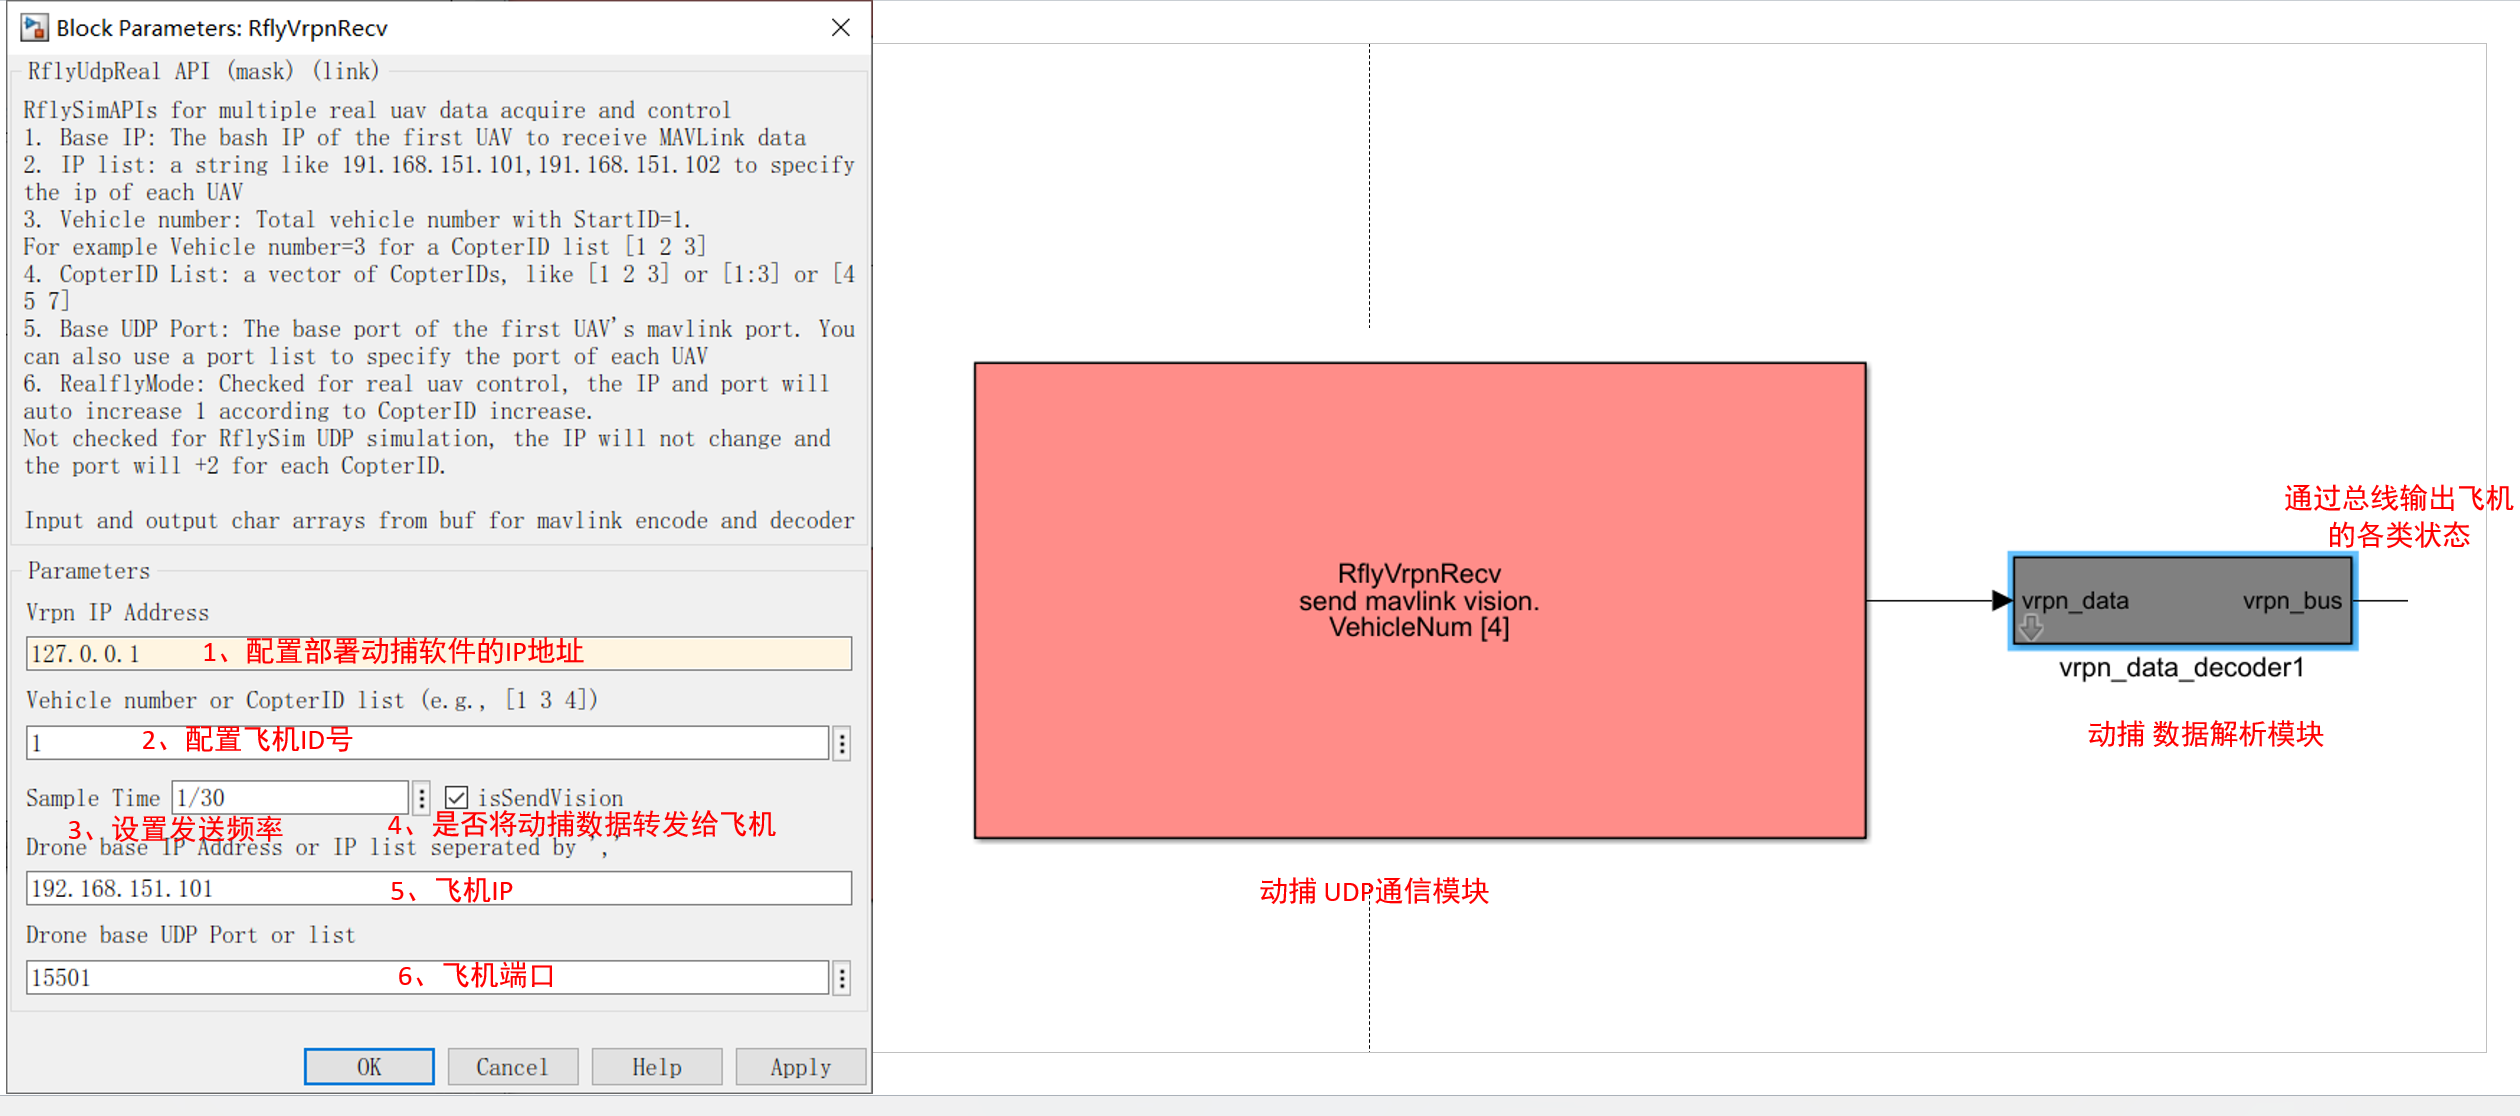 Block Parameters: RflyVrpnRecv
RflyUdpReal API (mask) (link)
RflySimAPIs for multiple real uav data acquire and control
1. Base IP: The bash IP of the first UAV to receive MAVLink data
2. IP list: a string like 191.168.151.101,191.168.151.102 to specify
the ip of each UAV
3. Vehicle number: Total vehicle number with StartID=1.
For example Vehicle number=3 for a CopterID list [1 2 3]
4. CopterID List: a vector of CopterIDs, like [1 2 3] or [1:3] or [4
5 7]
5. Base UDP Port: The base port of the first UAV's mavlink port. You
can also use a port list to specify the port of each UAV
6. RealflyMode: Checked for real uav control, the IP and port will
auto increase 1 according to CopterID increase.
Not checked for RflySim UDP simulation, the IP will not change and
the port will +2 for each CopterID.
Input and output char arrays from buf for mavlink encode and decoder
Parameters
Vrpn IP Address
127.0.0.1 1、配置部署动捕软件的IP地址
Vehicle number or CopterID list (e.g., [1 3 4])
1 2、配置飞机ID号
Sample Time 1/30 isSendVision
3、设置发送频率 4、是否将动捕数据转发给飞机
Drone base IP Address or IP list seperated by ','
192.168.151.101 5、飞机IP
Drone base UDP Port or list
15501 6、飞机端口
OK Cancel Help Apply
RflyVrpnRecv
send mavlink vision.
VehicleNum [4]
动捕 UDP通信模块
通过总线输出飞机
的各类状态
vrpn_data vrpn_bus
vrpn_data_decoder1
动捕 数据解析模块